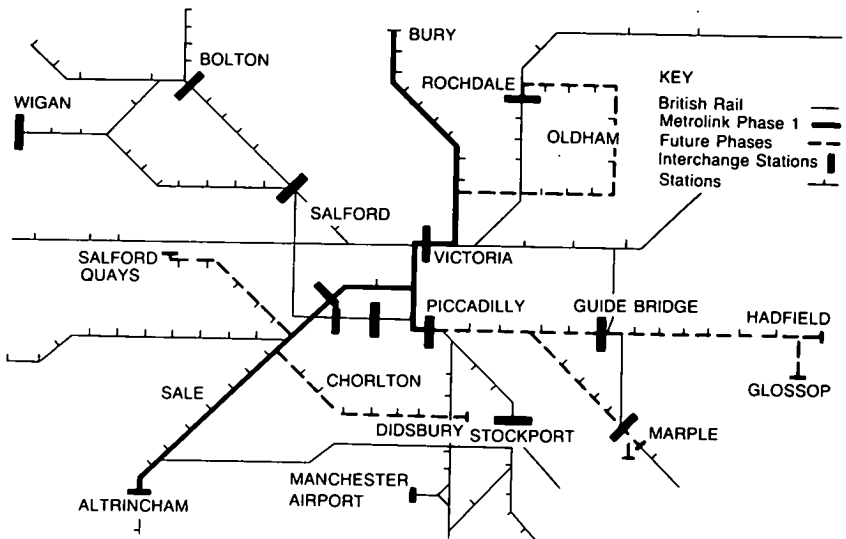 BURY
BOLTON
KEY
ROCHDALE
WIGAN
British Rail
Metrolink Phase 1
OLDHAM
Future Phases
Interchange Stations
Stations
SALFORD
VICTORIA
SALFORD
QUAYS
PICCADILLY
GUIDE BRIDGE
HADFIELD
CHORLTON
GLOSSOP
SALE
DIDSBURY
STOCKPORT
MARPLE
MANCHESTER
AIRPORT
ALTRINCHAM